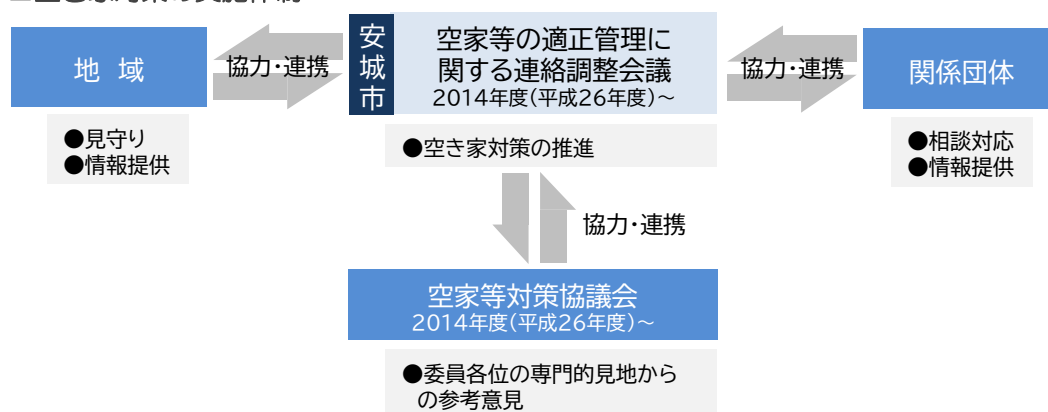 地 域
●見守り
●情報提供
協力・連携
安城市
空家等の適正管理に
関する連絡調整会議
2014年度(平成26年度)～
●空き家対策の推進
協力・連携
関係団体
●相談対応
●情報提供
協力・連携
空家等対策協議会
2014年度(平成26年度)～
●委員各位の専門的見地から
の参考意見